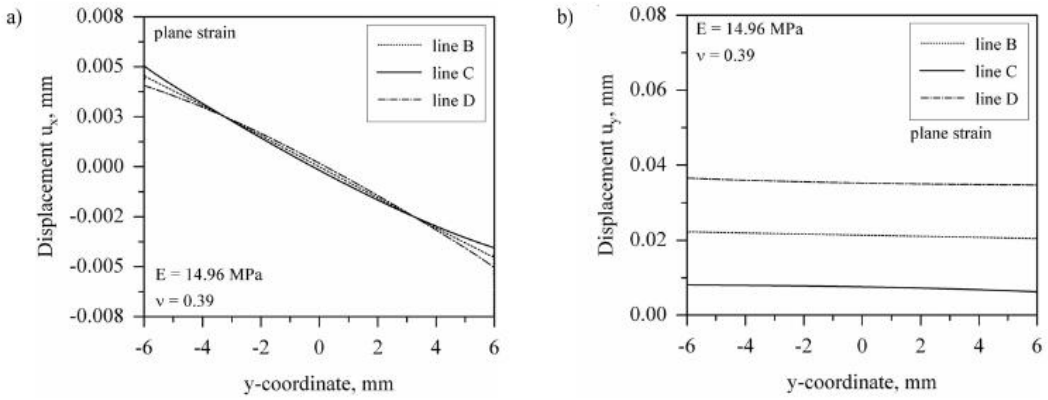 a)
plane strain
line B
line C
line D
E = 14.96 MPa
ν = 0.39
0.008
0.005
0.003
0.000
-0.002
-0.005
-0.008
Displacement uₓ, mm
-6
-4
-2
0
2
4
6
y-coordinate, mm
b)
E = 14.96 MPa
ν = 0.39
line B
line C
line D
plane strain
0.08
0.06
0.04
0.02
0.00
Displacement u_y, mm
-6
-4
-2
0
2
4
6
y-coordinate, mm